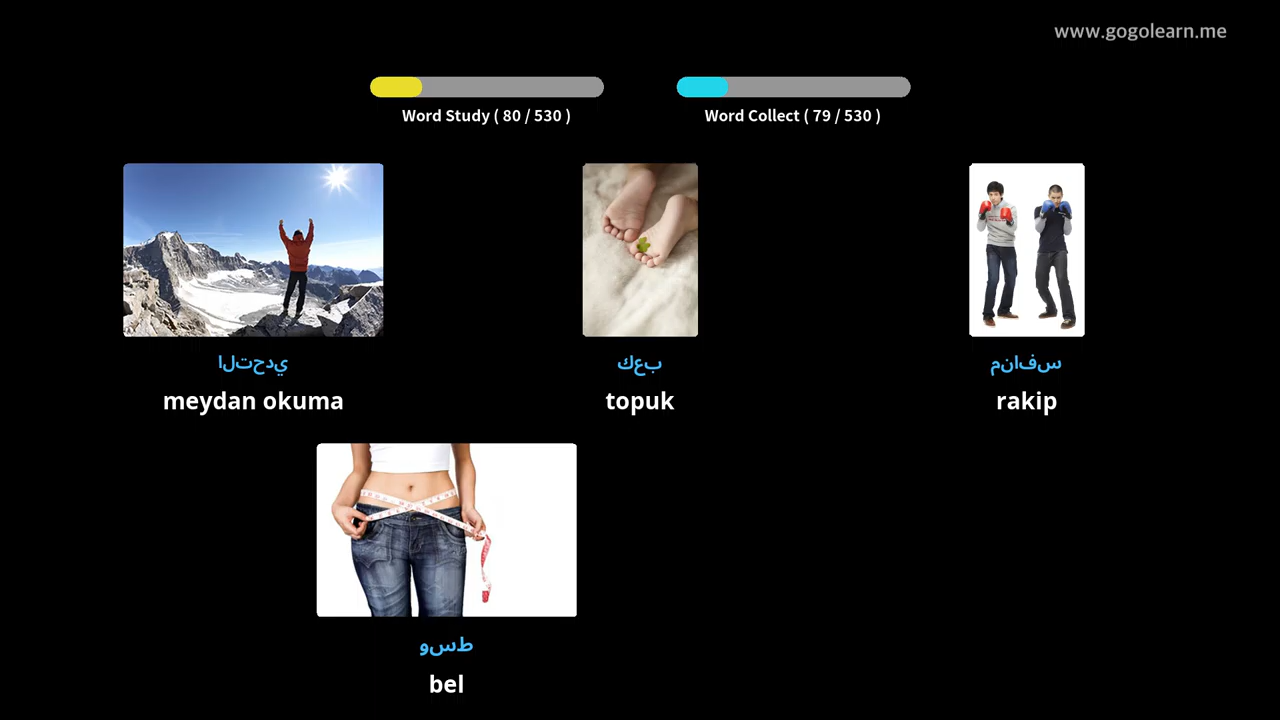 www.gogolearn.me
Word Study ( 80 / 530 )
Word Collect ( 79 / 530 )
التحدي
meydan okuma
كعب
topuk
منافس
rakip
وسط
bel